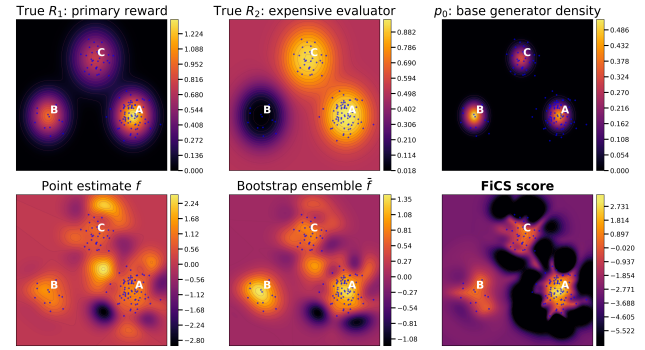 True R₁: primary reward
True R₂: expensive evaluator
p₀: base generator density
C
B
A
1.224
1.088
0.952
0.816
0.680
0.544
0.408
0.272
0.136
0.000
C
B
A
0.882
0.786
0.690
0.594
0.498
0.402
0.306
0.210
0.114
0.018
C
B
A
0.486
0.432
0.378
0.324
0.270
0.216
0.162
0.108
0.054
0.000
Point estimate f
Bootstrap ensemble f̄
FiCS score
C
B
A
2.24
1.68
1.12
0.56
0.00
-0.56
-1.12
-1.68
-2.24
-2.80
C
B
A
1.35
1.08
0.81
0.54
0.27
0.00
-0.27
-0.54
-0.81
-1.08
C
B
A
2.731
1.814
0.897
-0.020
-0.937
-1.854
-2.771
-3.688
-4.605
-5.522